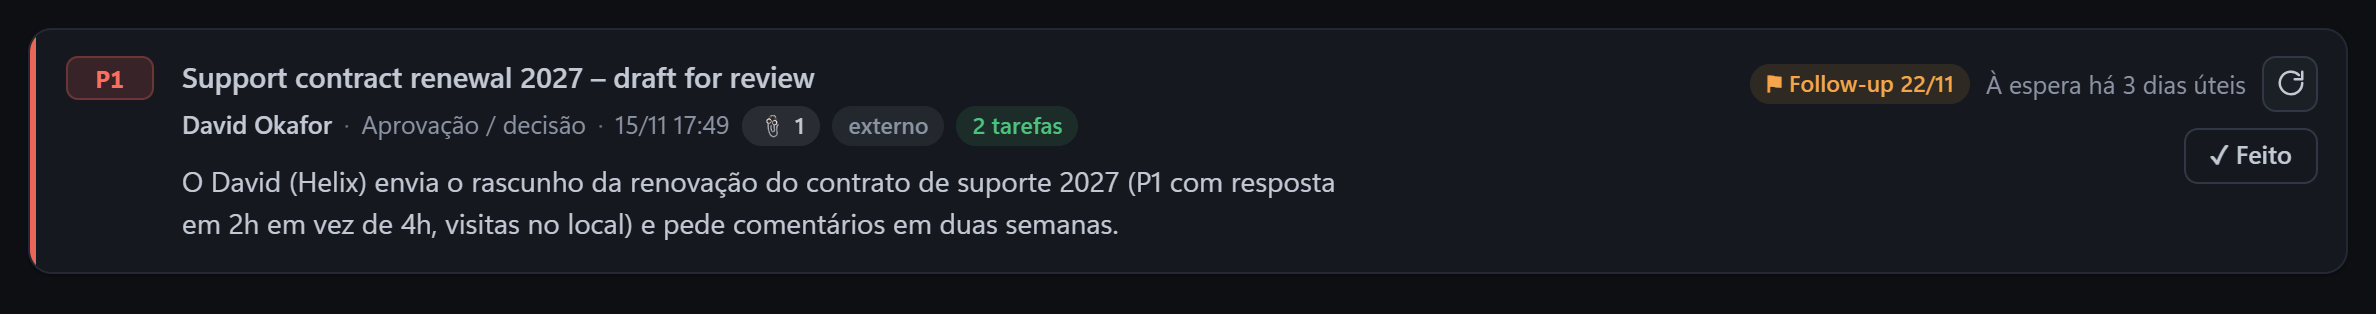 P1
Support contract renewal 2027 – draft for review
Follow-up 22/11
À espera há 3 dias úteis
David Okafor · Aprovação / decisão · 15/11 17:49 1 externo 2 tarefas
✓ Feito
O David (Helix) envia o rascunho da renovação do contrato de suporte 2027 (P1 com resposta
em 2h em vez de 4h, visitas no local) e pede comentários em duas semanas.